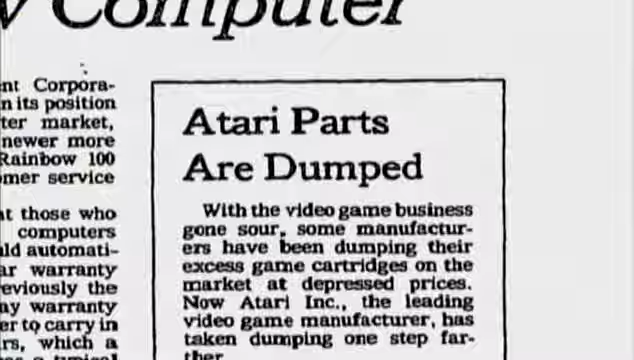 Computer
nt Corpora-
n its position
ter market,
newer more
Rainbow 100
mer service
t those who
computers
ld automati-
ar warranty
eviously the
ay warranty
er to carry in
rs, which a
Atari Parts
Are Dumped
With the video game business
gone sour, some manufactur-
ers have been dumping their
excess game cartridges on the
market at depressed prices.
Now Atari Inc., the leading
video game manufacturer, has
taken dumping one step far-
ther.